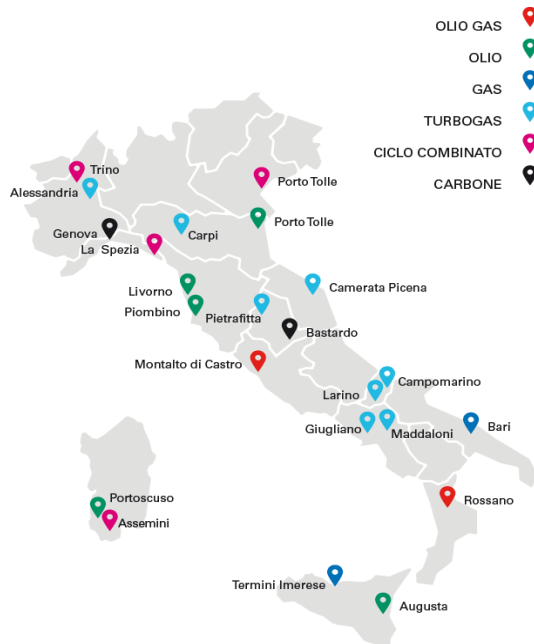 OLIO GAS
OLIO
GAS
TURBOGAS
CICLO COMBINATO
CARBONE
Trino
Alessandria
Porto Tolle
Genova
La Spezia
Carpi
Porto Tolle
Livorno
Piombino
Pietrafitta
Camerata Picena
Bastardo
Montalto di Castro
Campomarino
Larino
Giugliano
Maddaloni
Bari
Portoscuso
Assemini
Rossano
Termini Imerese
Augusta